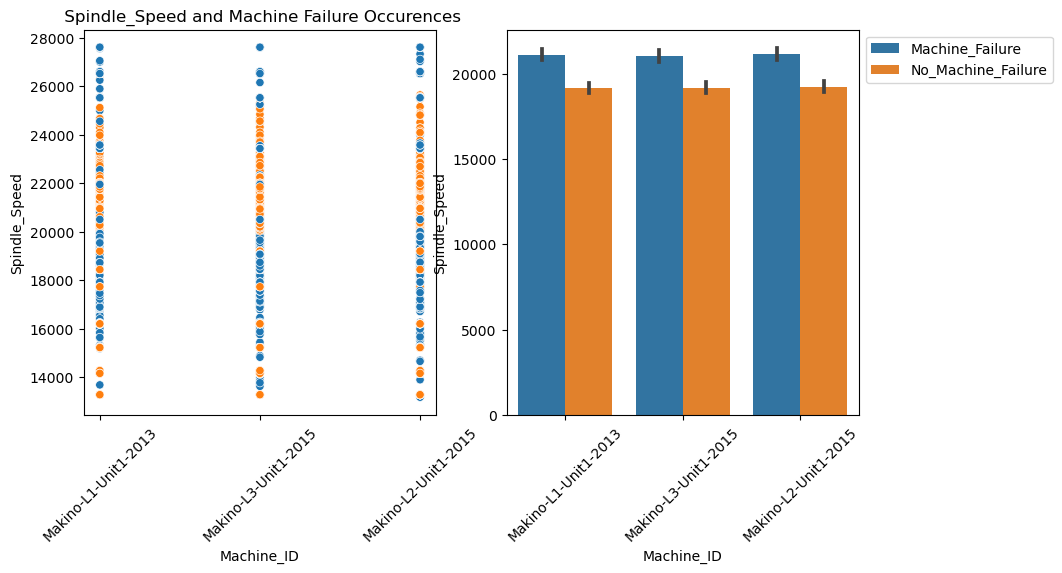 Spindle_Speed and Machine Failure Occurences
28000
26000
24000
22000
20000
18000
16000
14000
Spindle_Speed
Makino-L1-Unit1-2013
Makino-L3-Unit1-2015
Makino-L2-Unit1-2015
Machine_ID
20000
15000
10000
5000
0
Spindle_Speed
Makino-L1-Unit1-2013
Makino-L3-Unit1-2015
Makino-L2-Unit1-2015
Machine_ID
Machine_Failure
No_Machine_Failure